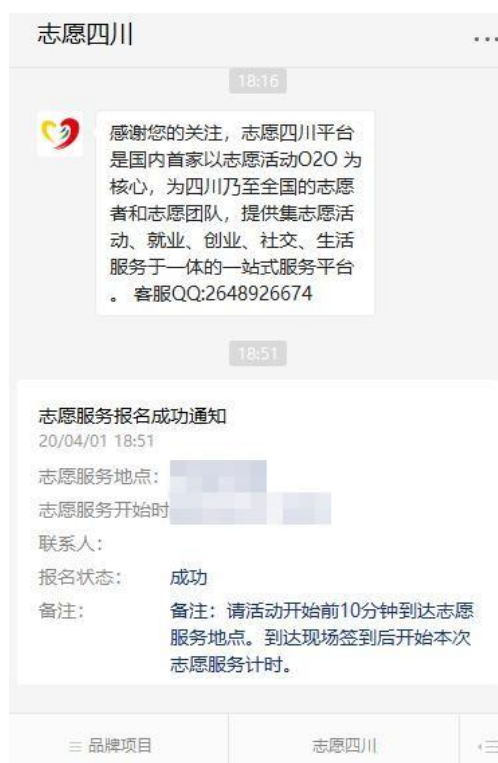 志愿四川
...
18:16
感谢您的关注，志愿四川平台
是国内首家以志愿活动O2O 为
核心，为四川乃至全国的志愿
者和志愿团队，提供集志愿活
动、就业、创业、社交、生活
服务于一体的一站式服务平台
。 客服QQ:2648926674
18:51
志愿服务报名成功通知
20/04/01 18:51
志愿服务地点：
志愿服务开始时
联系人：
报名状态： 成功
备注： 备注：请活动开始前10分钟到达志愿
服务地点。到达现场签到后开始本次
志愿服务计时。
品牌项目 志愿四川